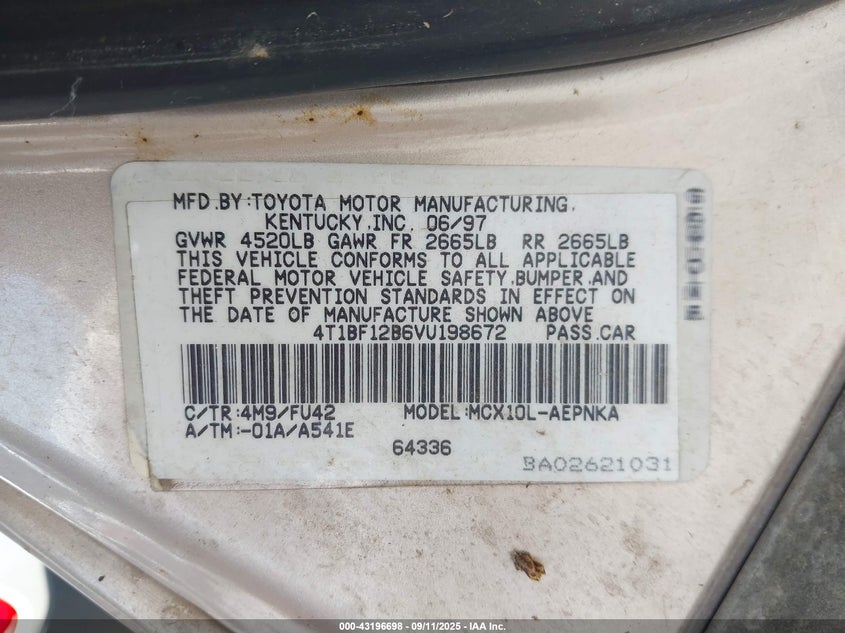 MFD.BY:TOYOTA MOTOR MANUFACTURING,
KENTUCKY,INC. 06/97
GVWR 4520LB GAWR FR 2665LB RR 2665LB
THIS VEHICLE CONFORMS TO ALL APPLICABLE
FEDERAL MOTOR VEHICLE SAFETY,BUMPER,AND
THEFT PREVENTION STANDARDS IN EFFECT ON
THE DATE OF MANUFACTURE SHOWN ABOVE
4T1BF12B6VU198672 PASS.CAR
C/TR:4M9/FU42 MODEL:MCX10L-AEPNKA
A/TM:-01A/A541E
64336
BA02621031
000-43196698 - 09/11/2025 - IAA Inc.